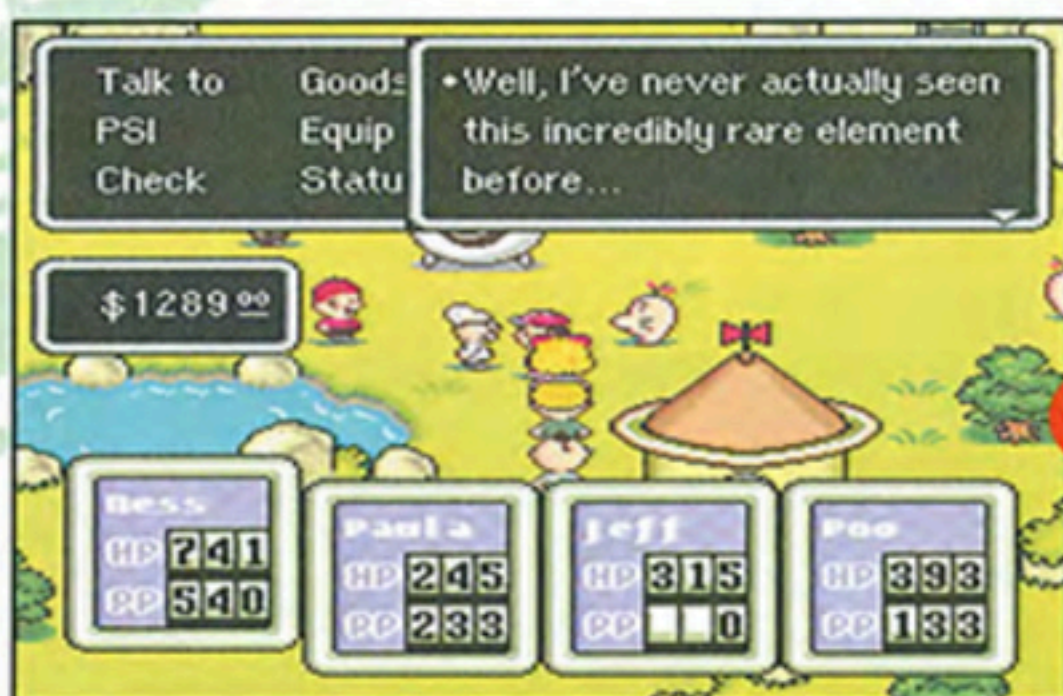 Talk to Goods
PSI Equip
Check Statu
•Well, I've never actually seen
this incredibly rare element
before...
$1289.00
Ness
HP 741
PP 540
Paula
HP 245
PP 233
Jeff
HP 315
PP 0
Poo
HP 393
PP 133